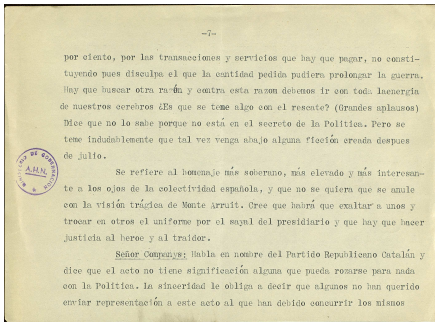 -7-
por ciento, por las transacciones y servicios que hay que pagar, no consti-
tuyendo pues disculpa el que la cantidad pedida pudiera prolongar la guerra.
Hay que buscar otra razón y contra esta razon debemos ir con toda laenergia
de nuestros cerebros ¿Es que se teme algo con el rescate? (Grandes aplausos)
Dice que no lo sabe porque no está en el secreto de la Politica. Pero se
teme indudablemente que tal vez venga abajo alguna ficción creada despues
de julio.
Se refiere al homenaje más soberano, más elevado y más interesan-
te a los ojos de la colectividad española, y que no se quiera que se anule
con la visión trágica de Monte Arruit. Cree que habrá que exaltar a unos y
trocar en otros el uniforme por el sayal del presidiario y que hay que hacer
justicia al heroe y al traidor.
Señor Companys: Habla en nombre del Partido Republicano Catalán y
dice que el acto no tiene significación alguna que pueda romarse para nada
con la Politica. La sinceridad le obliga a decir que algunos no han querido
enviar representación a este acto al que han debido concurrir los mismos
A.H.N.